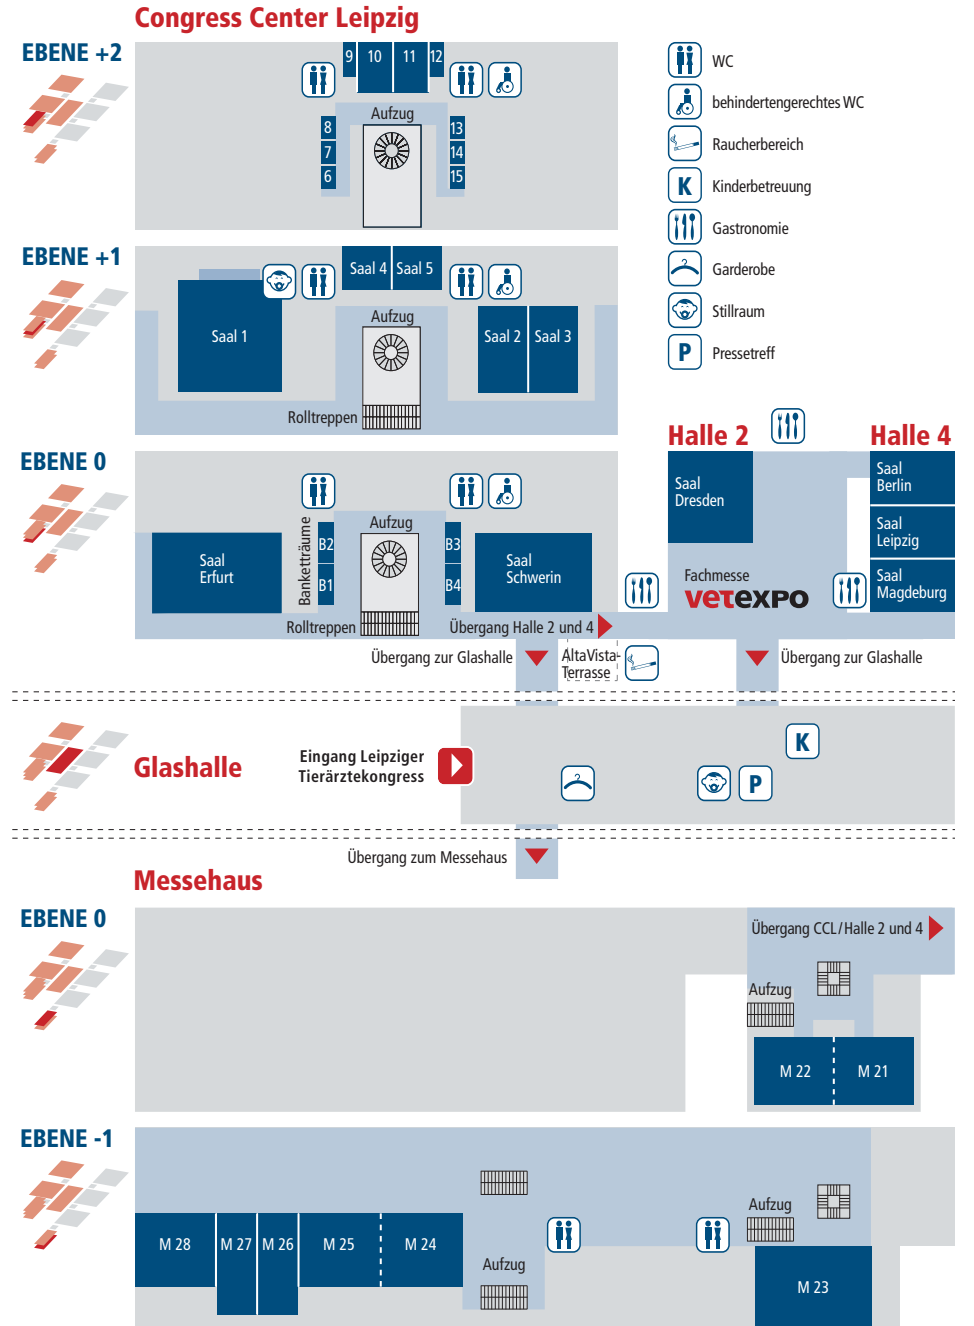 Congress Center Leipzig
EBENE +2
9
10
11
12
Aufzug
8
7
6
13
14
15
WC
behindertengerechtes WC
Raucherbereich
K
Kinderbetreuung
Gastronomie
Garderobe
Stillraum
P
Pressetreff
EBENE +1
Saal 4
Saal 5
Saal 1
Aufzug
Saal 2
Saal 3
Rolltreppen
Halle 2
Halle 4
EBENE 0
Saal
Dresden
Saal
Berlin
Saal
Leipzig
Saal
Magdeburg
Saal
Erfurt
Banketträume
B2
B1
Aufzug
B3
B4
Saal
Schwerin
Fachmesse
vetexpo
Rolltreppen
Übergang Halle 2 und 4
Übergang zur Glashalle
AltaVista-
Terrasse
Übergang zur Glashalle
Glashalle
Eingang Leipziger
Tierärztekongress
K
P
Übergang zum Messehaus
Messehaus
EBENE 0
Übergang CCL/Halle 2 und 4
Aufzug
M 22
M 21
EBENE -1
Aufzug
M 28
M 27
M 26
M 25
M 24
Aufzug
M 23